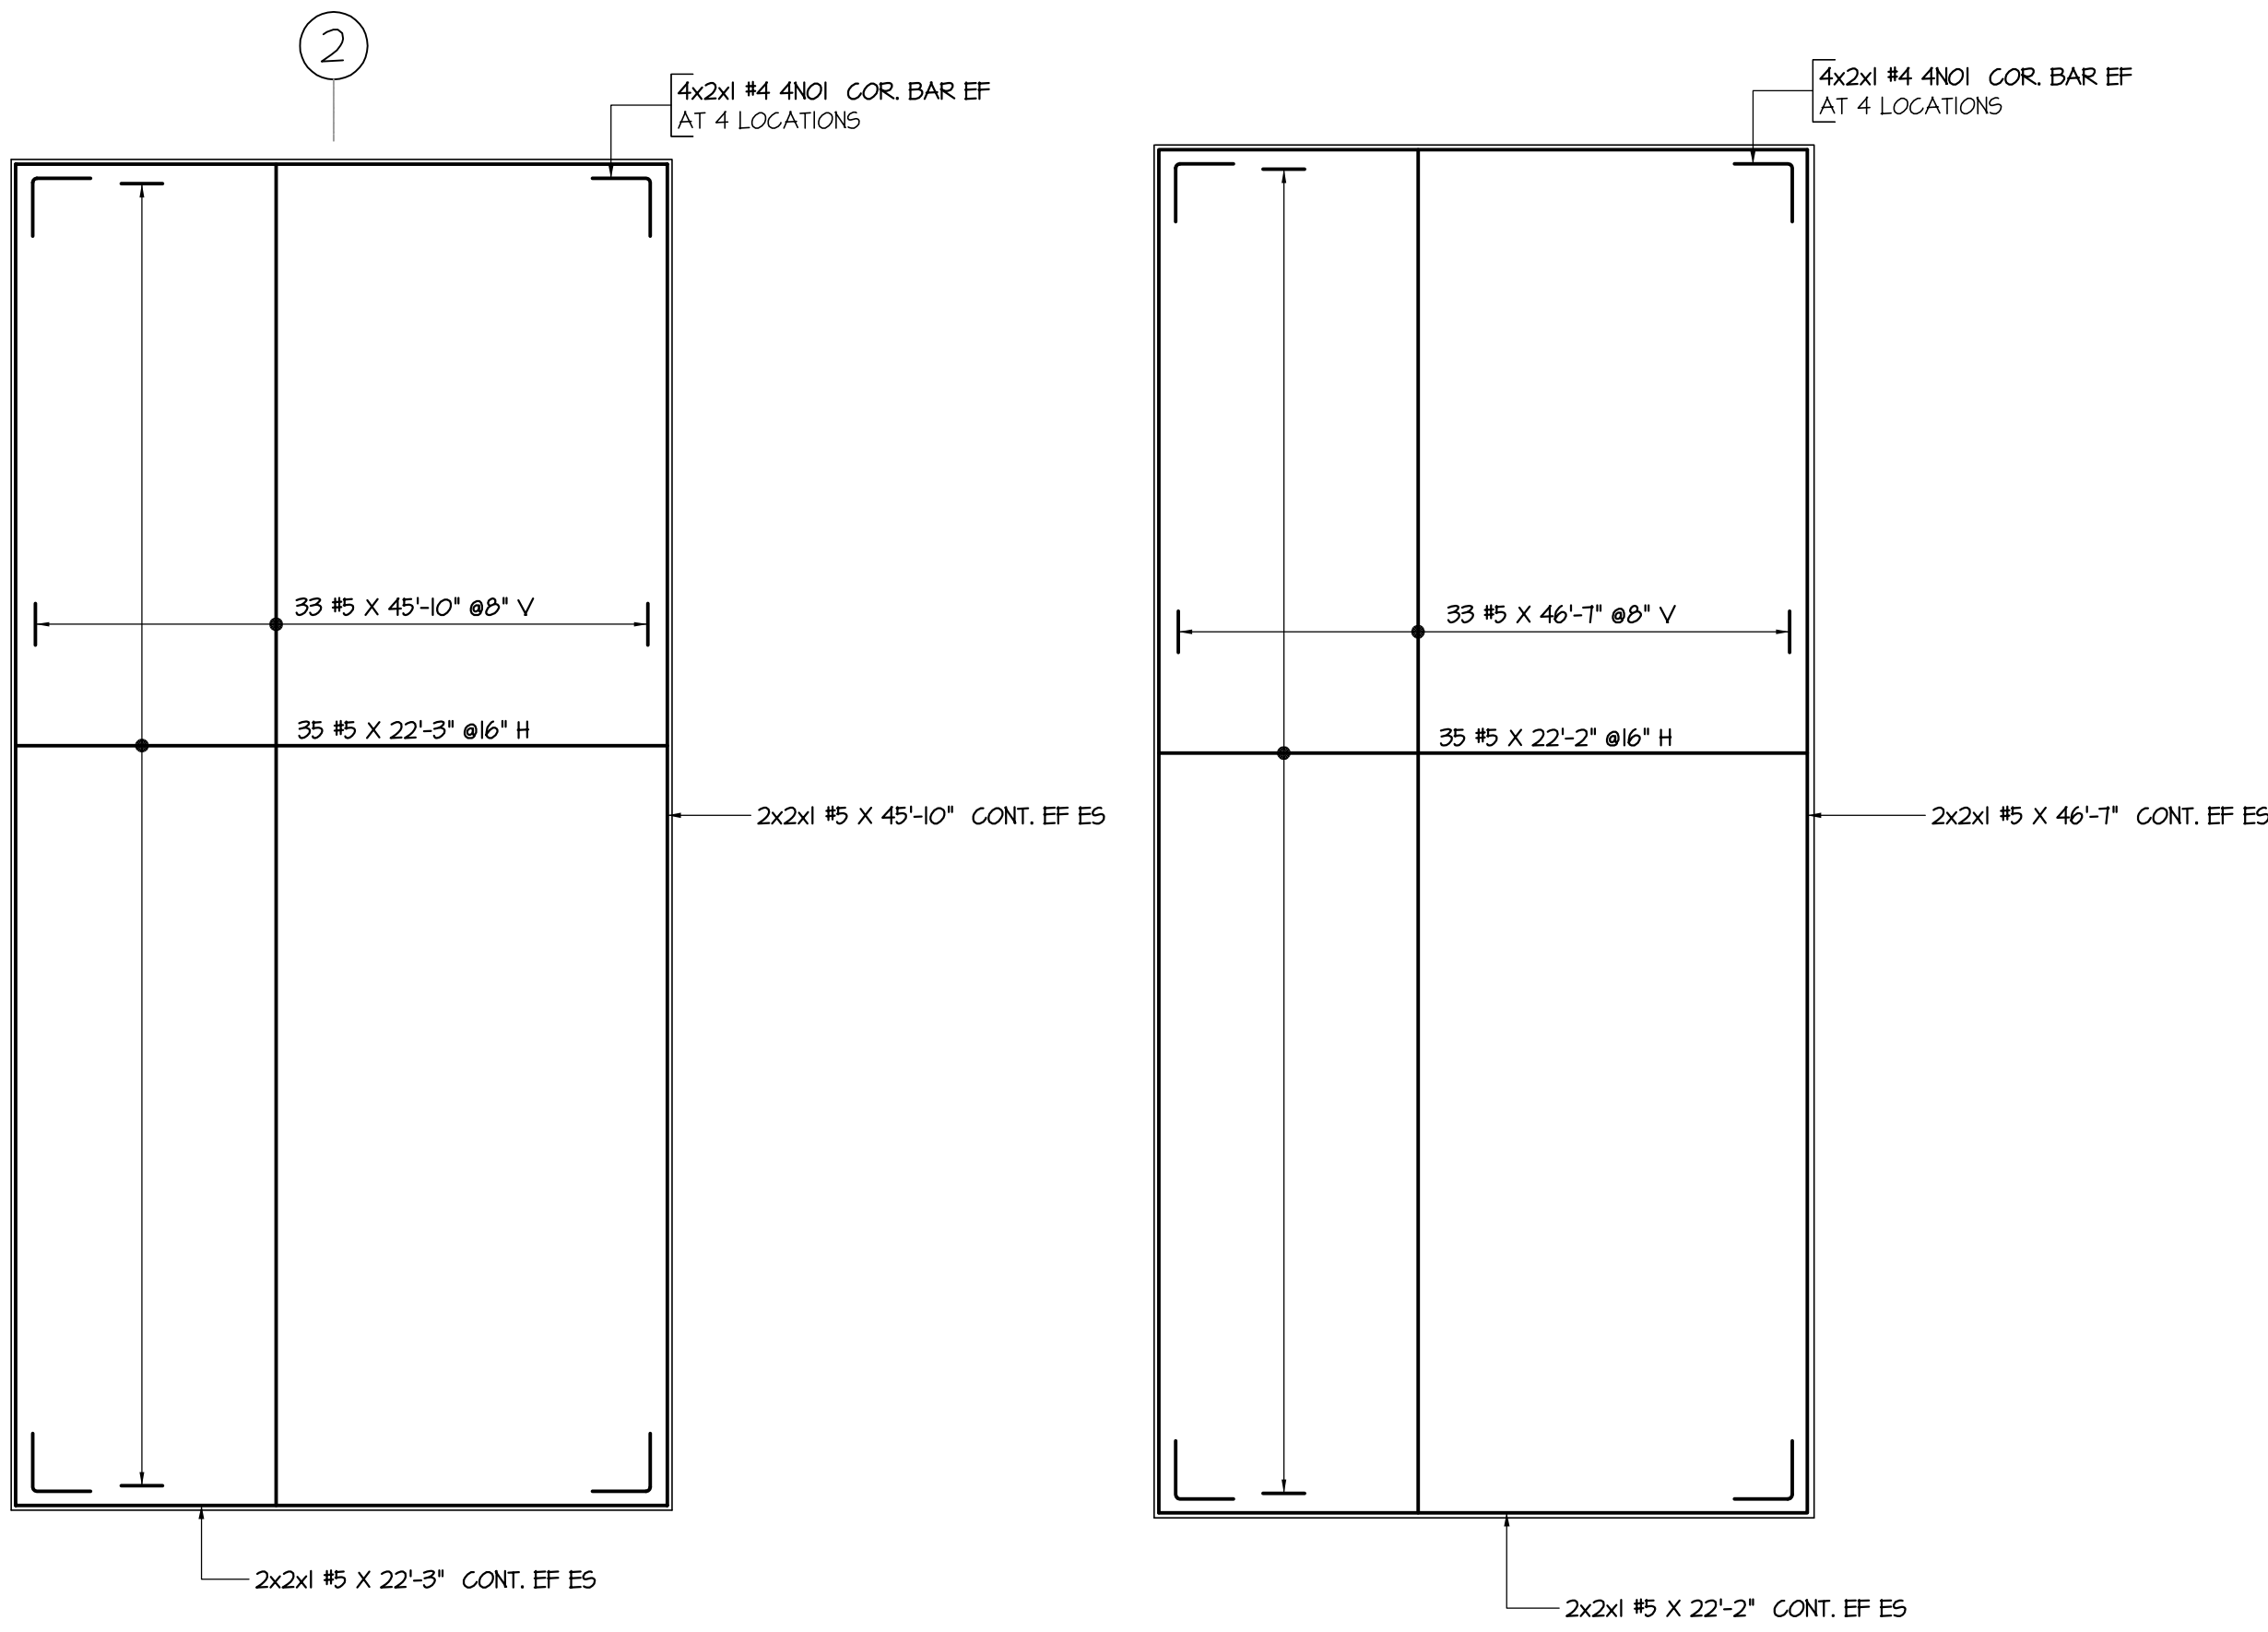 2
4x2x1 #4 4N01 COR. BAR EF
AT 4 LOCATIONS
33 #5 X 45'-10" @8" V
35 #5 X 22'-3" @16" H
2x2x1 #5 X 45'-10" CONT. EF ES
2x2x1 #5 X 22'-3" CONT. EF ES
4x2x1 #4 4N01 COR. BAR EF
AT 4 LOCATIONS
33 #5 X 46'-7" @8" V
35 #5 X 22'-2" @16" H
2x2x1 #5 X 46'-7" CONT. EF ES
2x2x1 #5 X 22'-2" CONT. EF ES